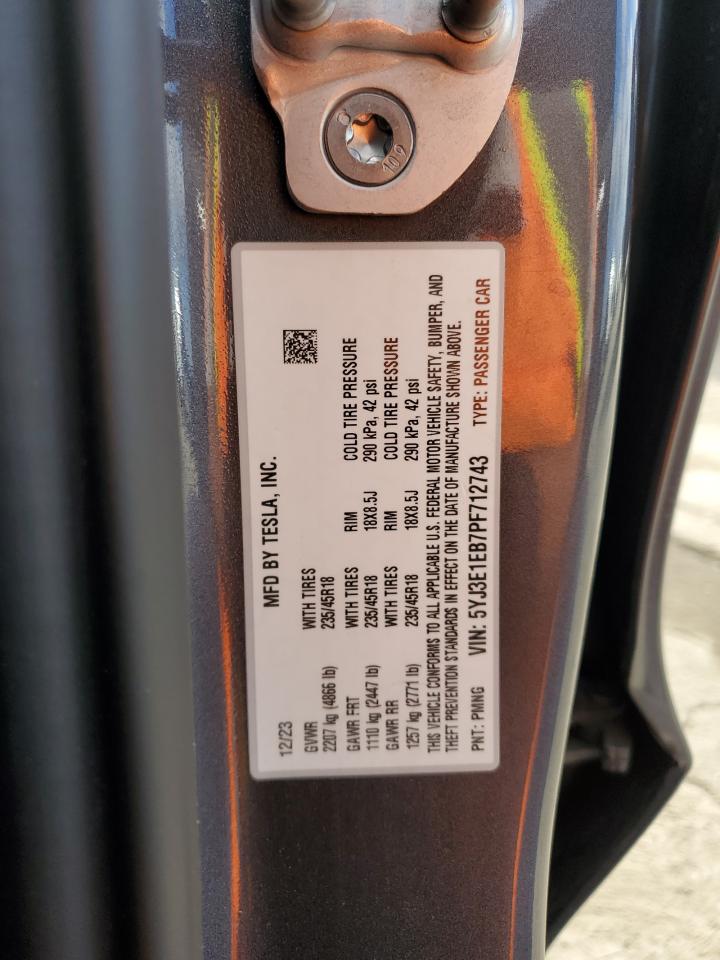 10.9
MFD BY TESLA, INC.
12/23
GVWR WITH TIRES
2207 kg (4866 lb) 235/45R18
GAWR FRT WITH TIRES RIM COLD TIRE PRESSURE
1110 kg (2447 lb) 235/45R18 18X8.5J 290 kPa, 42 psi
GAWR RR WITH TIRES RIM COLD TIRE PRESSURE
1257 kg (2771 lb) 235/45R18 18X8.5J 290 kPa, 42 psi
THIS VEHICLE CONFORMS TO ALL APPLICABLE U.S. FEDERAL MOTOR VEHICLE SAFETY, BUMPER, AND
THEFT PREVENTION STANDARDS IN EFFECT ON THE DATE OF MANUFACTURE SHOWN ABOVE.
PNT: PMNG VIN: 5YJ3E1EB7PF712743 TYPE: PASSENGER CAR